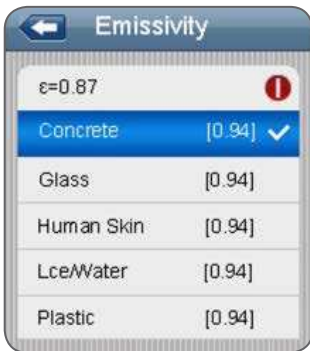 Emissivity
ε=0.87
Concrete [0.94]
Glass [0.94]
Human Skin [0.94]
Lce/Water [0.94]
Plastic [0.94]